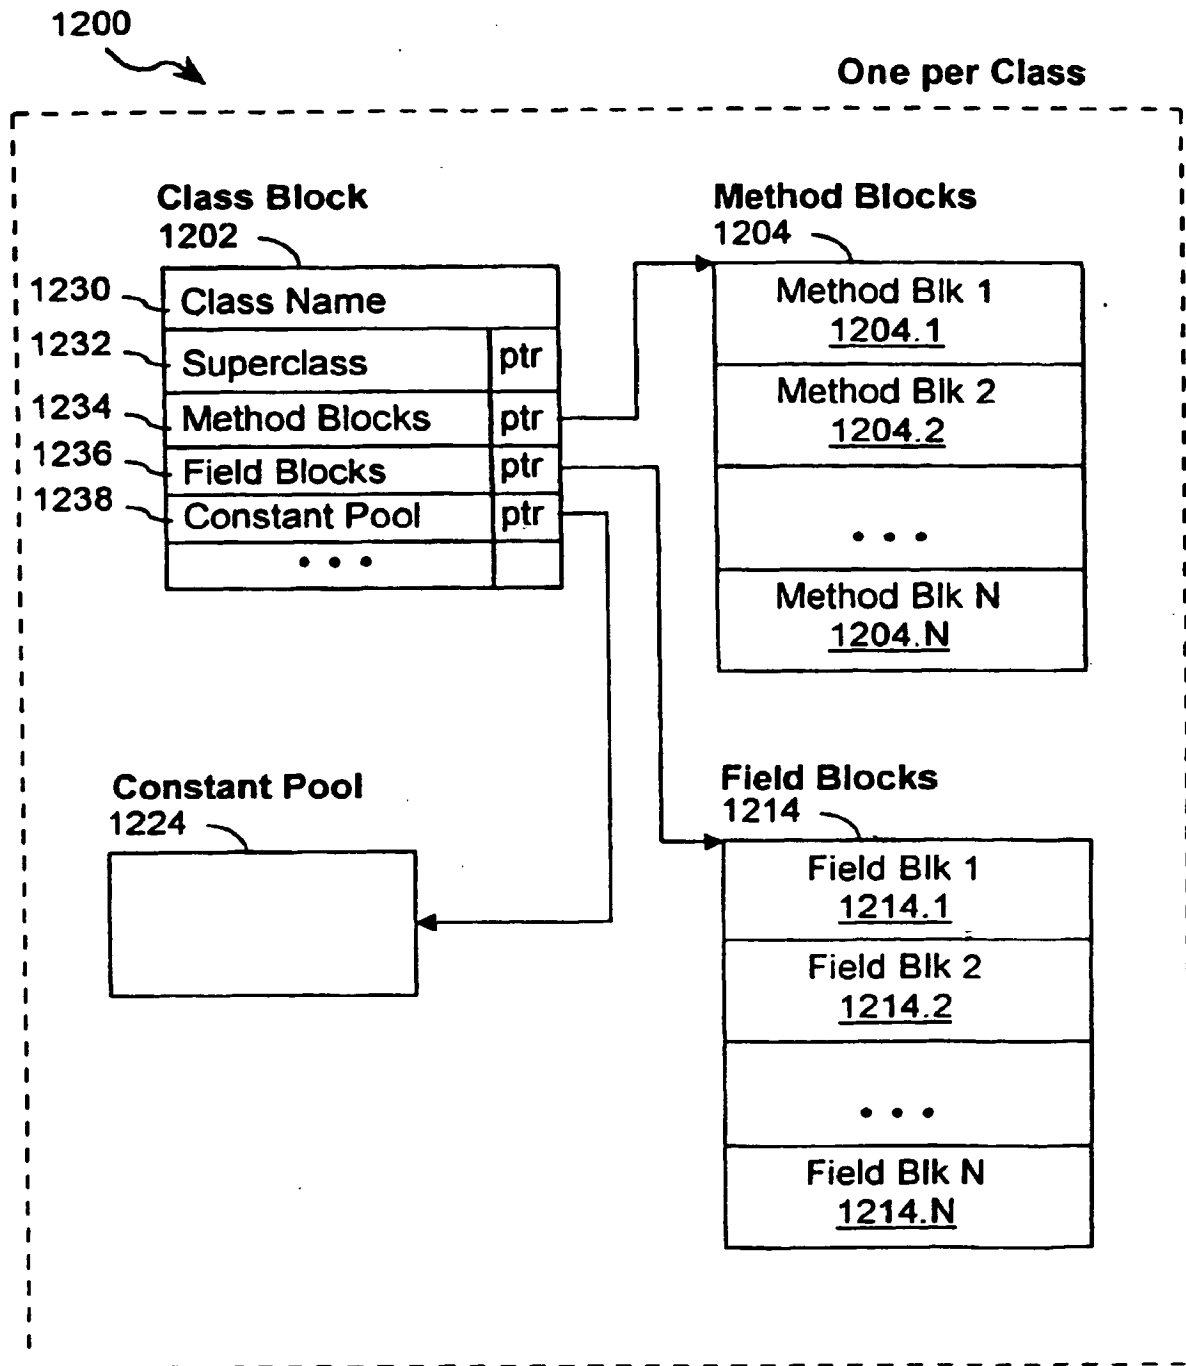 1200
One per Class
Class Block
1202
1230
Class Name
1232
Superclass ptr
1234
Method Blocks ptr
1236
Field Blocks ptr
1238
Constant Pool ptr
• • •
Method Blocks
1204
Method Blk 1
1204.1
Method Blk 2
1204.2
• • •
Method Blk N
1204.N
Constant Pool
1224
Field Blocks
1214
Field Blk 1
1214.1
Field Blk 2
1214.2
• • •
Field Blk N
1214.N